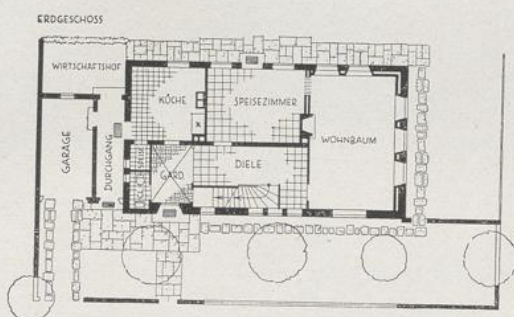 ERDGESCHOSS
WIRTSCHAFTSHOF
KÜCHE
SPEISEZIMMER
WOHNRAUM
GARAGE
DURCHGANG
GARD.
DIELE